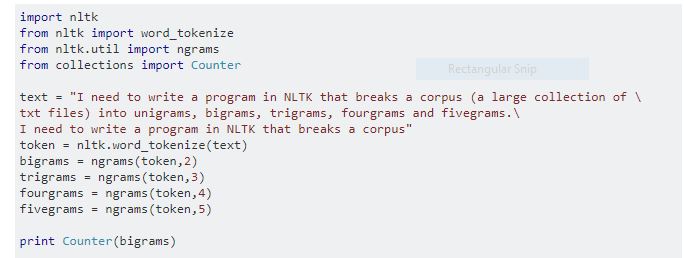 import nltk
from nltk import word_tokenize
from nltk.util import ngrams
from collections import Counter
Rectangular Snip
text = "I need to write a program in NLTK that breaks a corpus (a large collection of \
txt files) into unigrams, bigrams, trigrams, fourgrams and fivegrams.\
I need to write a program in NLTK that breaks a corpus"
token = nltk.word_tokenize(text)
bigrams = ngrams(token,2)
trigrams = ngrams(token,3)
fourgrams = ngrams(token,4)
fivegrams = ngrams(token,5)
print Counter(bigrams)